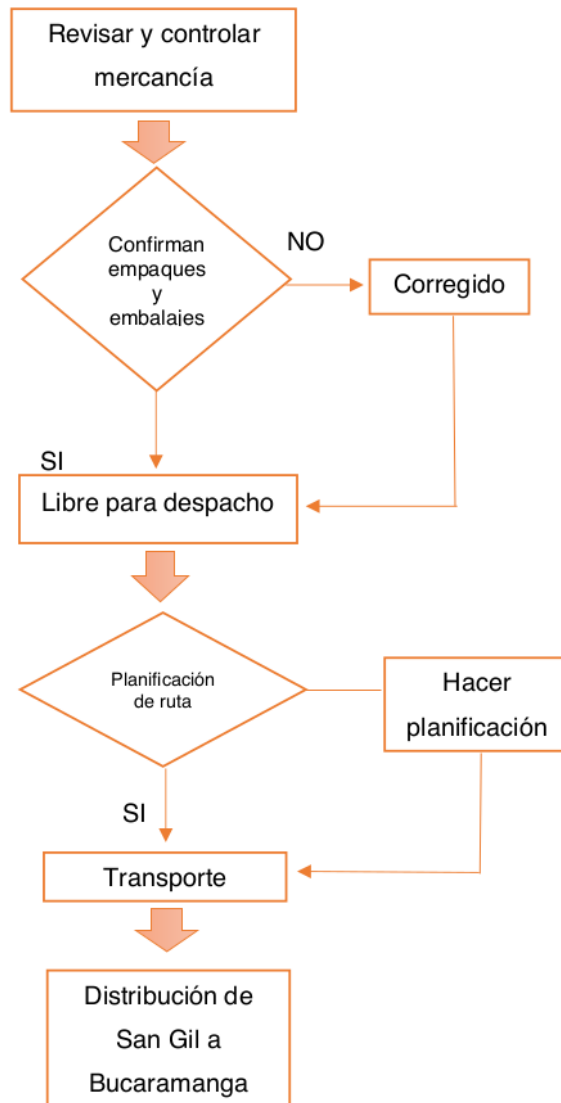 Revisar y controlar
mercancía
Confirman
empaques
y
embalajes
NO
Corregido
SI
Libre para despacho
Planificación
de ruta
Hacer
planificación
SI
Transporte
Distribución de
San Gil a
Bucaramanga